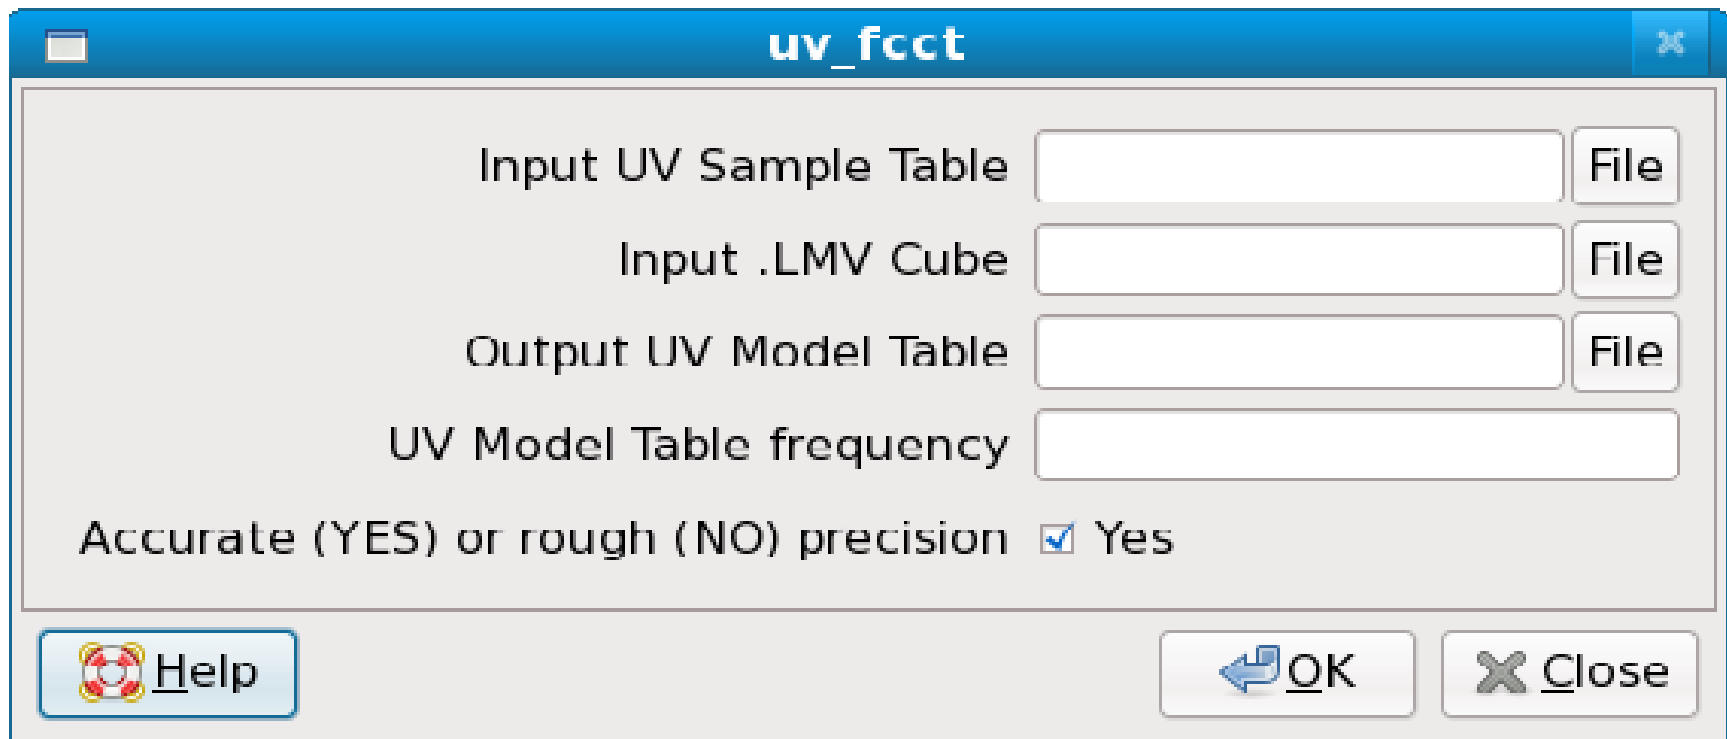 uv_fcct
Input UV Sample Table File
Input .LMV Cube File
Output UV Model Table File
UV Model Table frequency
Accurate (YES) or rough (NO) precision Yes
Help OK Close